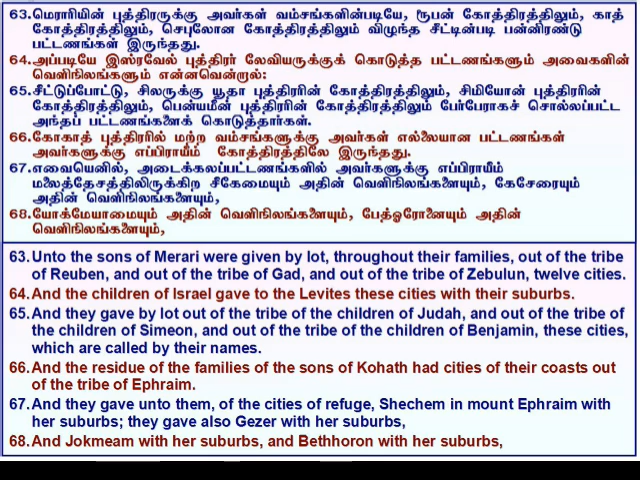 63.மெராரியின் புத்திரருக்கு அவர்கள் வம்சங்களின்படியே, ரூபன் கோத்திரத்திலும், காத்
கோத்திரத்திலும், செபுலோன கோத்திரத்திலும் விழுந்த சீட்டின்படி பன்னிரண்டு
பட்டணங்கள் இருந்தது.
64.அப்படியே இஸ்ரவேல் புத்திரர் லேவியருக்குக் கொடுத்த பட்டணங்களும் அவைகளின்
வெளிநிலங்களும் என்னவென்றால்:
65.சீட்டுப்போட்டு, சிலருக்கு யூதா புத்திரரின் கோத்திரத்திலும், சிமியோன் புத்திரரின்
கோத்திரத்திலும், பென்யமீன் புத்திரரின் கோத்திரத்திலும் பேர்பேராகச் சொல்லப்பட்ட
அந்தப் பட்டணங்களைக் கொடுத்தார்கள்.
66.கோகாத் புத்திரரில் மற்ற வம்சங்களுக்கு அவர்கள் எல்லையான பட்டணங்கள்
அவர்களுக்கு எப்பிராயீம் கோத்திரத்திலே இருந்தது.
67.எவையெனில், அடைக்கலப்பட்டணங்களில் அவர்களுக்கு எப்பிராயீம்
மலைத்தேசத்திலிருக்கிற சீகேமையும் அதின் வெளிநிலங்களையும், கேசேரையும்
அதின் வெளிநிலங்களையும்,
68.யோக்மேயாமையும் அதின் வெளிநிலங்களையும், பேத்ஓரோனையும் அதின்
வெளிநிலங்களையும்,
63.Unto the sons of Merari were given by lot, throughout their families, out of the tribe
of Reuben, and out of the tribe of Gad, and out of the tribe of Zebulun, twelve cities.
64.And the children of Israel gave to the Levites these cities with their suburbs.
65.And they gave by lot out of the tribe of the children of Judah, and out of the tribe of
the children of Simeon, and out of the tribe of the children of Benjamin, these cities,
which are called by their names.
66.And the residue of the families of the sons of Kohath had cities of their coasts out
of the tribe of Ephraim.
67.And they gave unto them, of the cities of refuge, Shechem in mount Ephraim with
her suburbs; they gave also Gezer with her suburbs,
68.And Jokmeam with her suburbs, and Bethhoron with her suburbs,